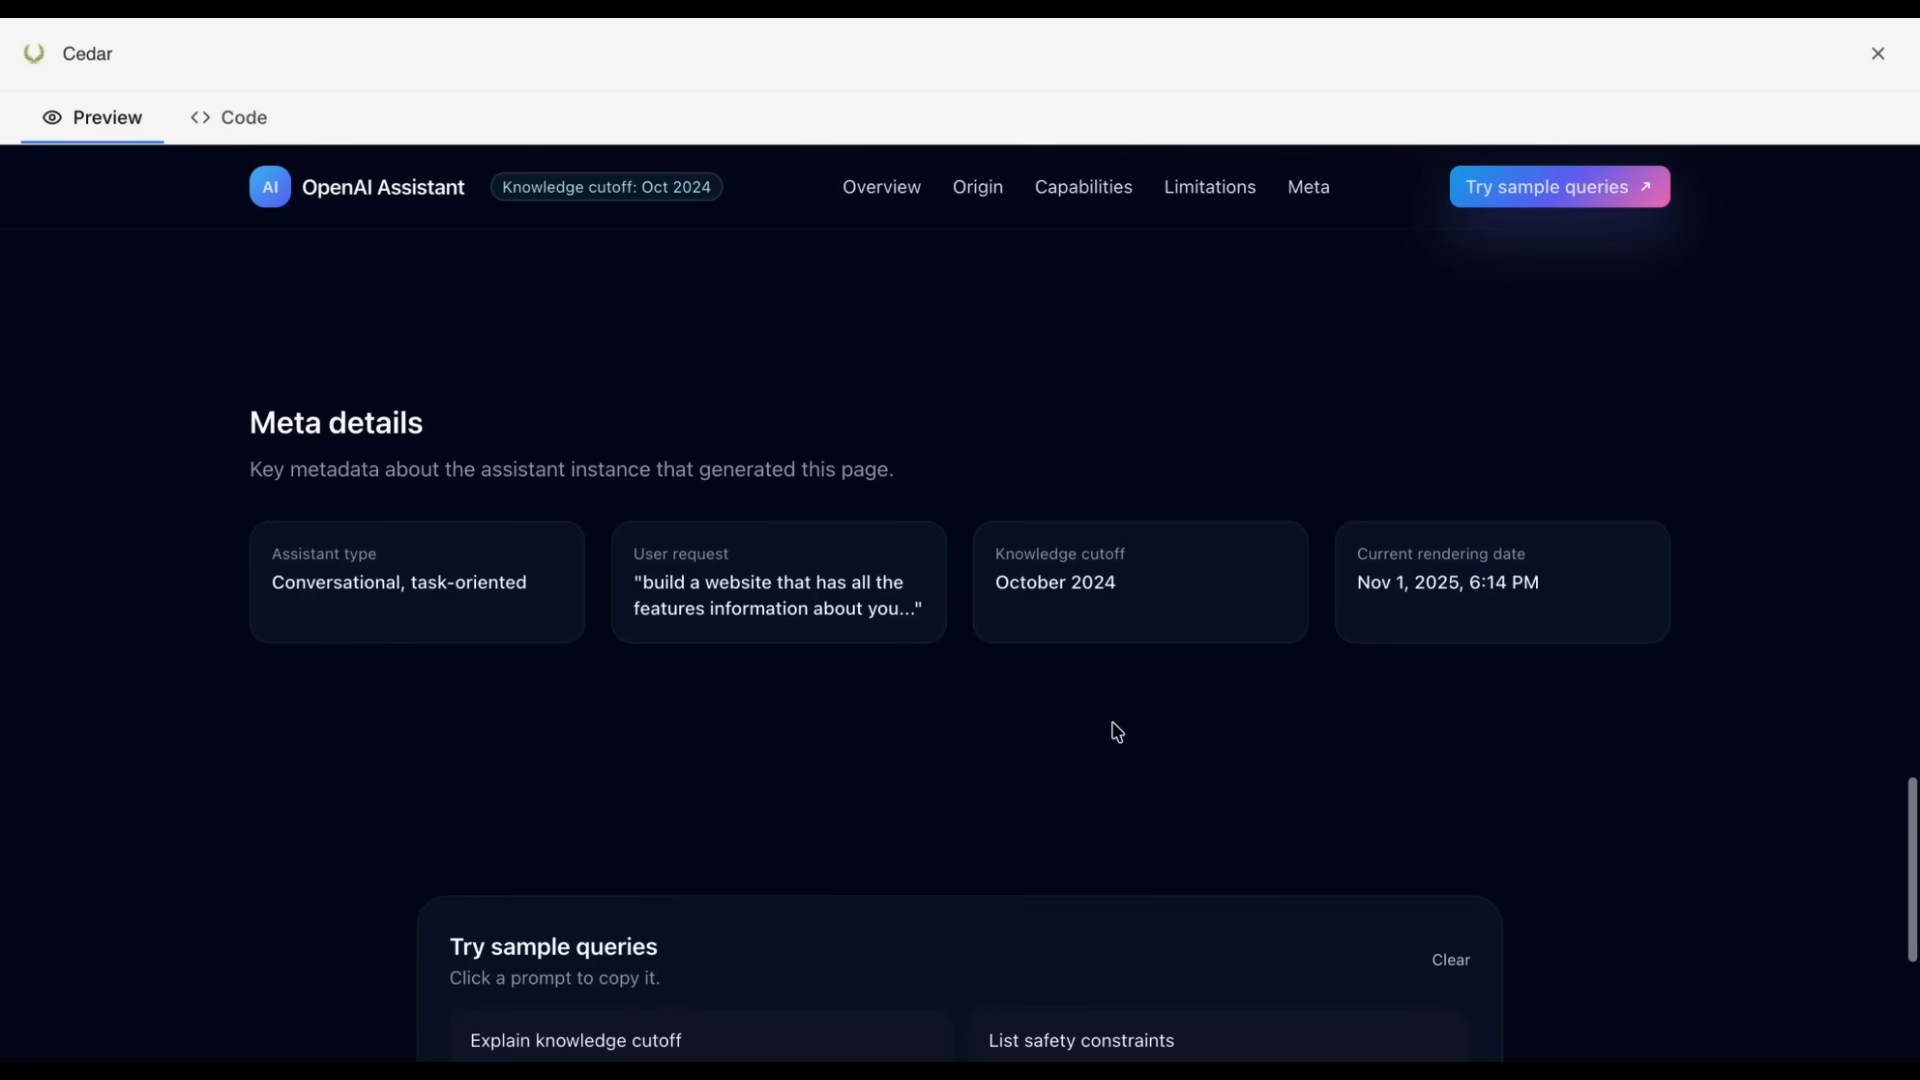 Cedar
Preview
Code
AI
OpenAI Assistant
Knowledge cutoff: Oct 2024
Overview
Origin
Capabilities
Limitations
Meta
Try sample queries ↗
Meta details
Key metadata about the assistant instance that generated this page.
Assistant type
Conversational, task-oriented
User request
"build a website that has all the
features information about you..."
Knowledge cutoff
October 2024
Current rendering date
Nov 1, 2025, 6:14 PM
Try sample queries
Click a prompt to copy it.
Clear
Explain knowledge cutoff
List safety constraints